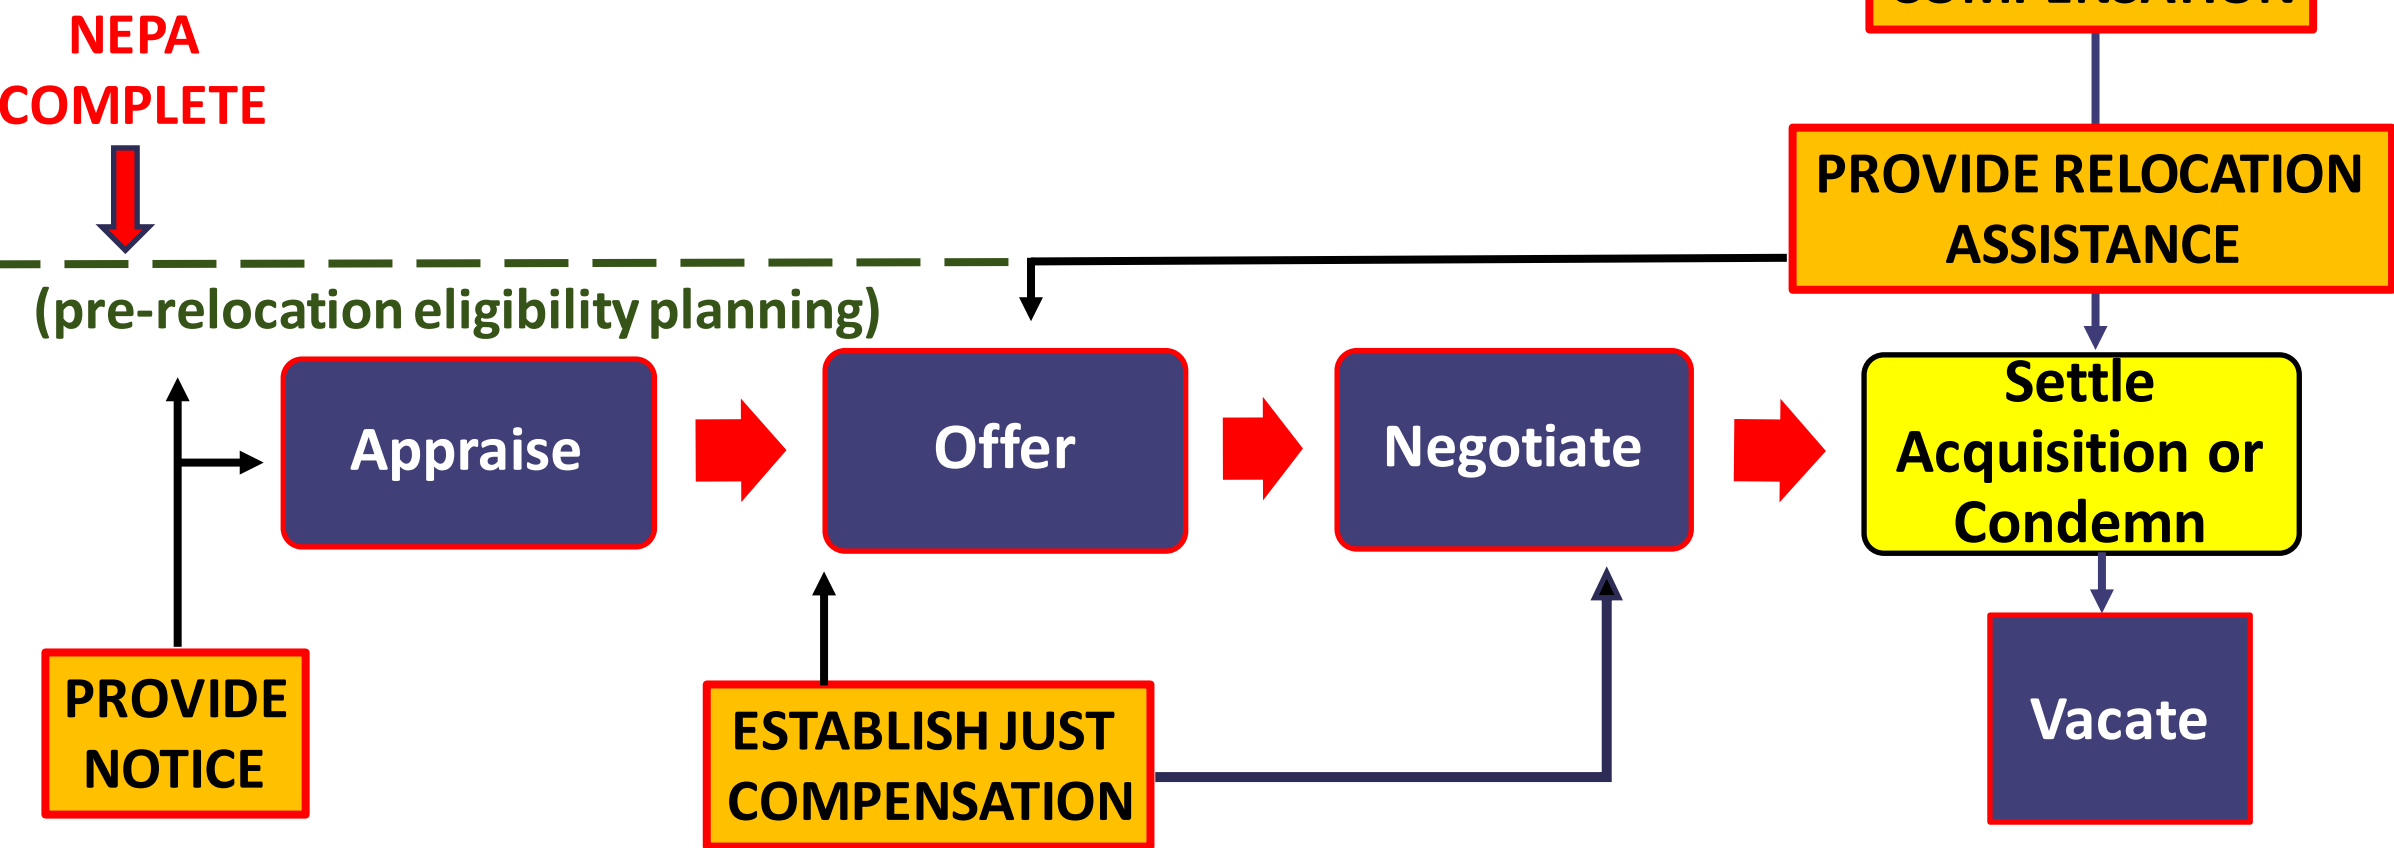 COMPENSATION
NEPA
COMPLETE
PROVIDE RELOCATION
ASSISTANCE
(pre-relocation eligibility planning)
Appraise
Offer
Negotiate
Settle
Acquisition or
Condemn
PROVIDE
NOTICE
ESTABLISH JUST
COMPENSATION
Vacate